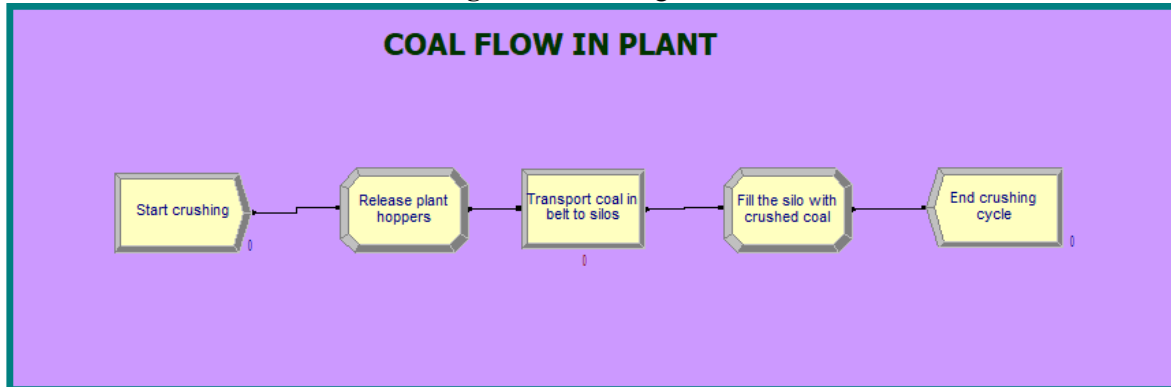 COAL FLOW IN PLANT
Start crushing
0
Release plant
hoppers
Transport coal in
belt to silos
0
Fill the silo with
crushed coal
End crushing
cycle
0